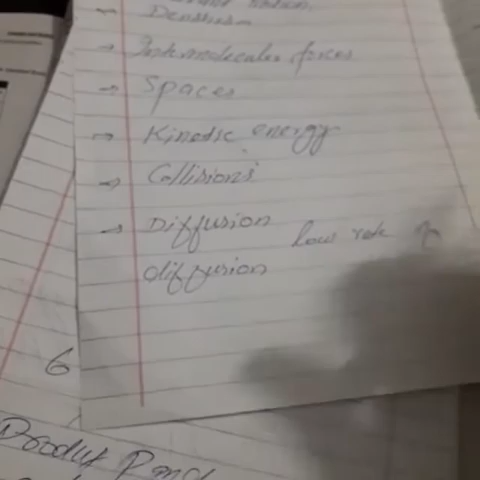 Densities
→ Intermolecular forces
→ Spaces
→ Kinetic energy
→ Collisions
→ Diffusion low rate of
diffusion
6